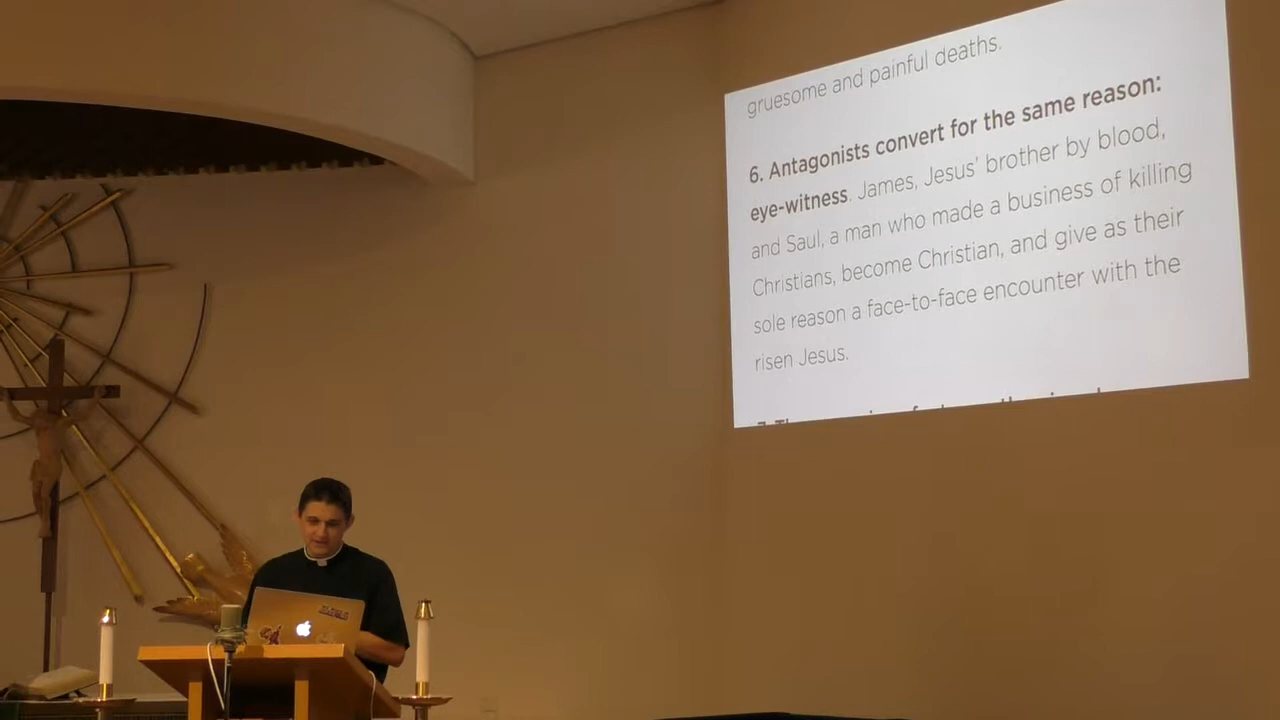 gruesome and painful deaths.
6. Antagonists convert for the same reason:
eye-witness. James, Jesus' brother by blood,
and Saul, a man who made a business of killing
Christians, become Christian, and give as their
sole reason a face-to-face encounter with the
risen Jesus.